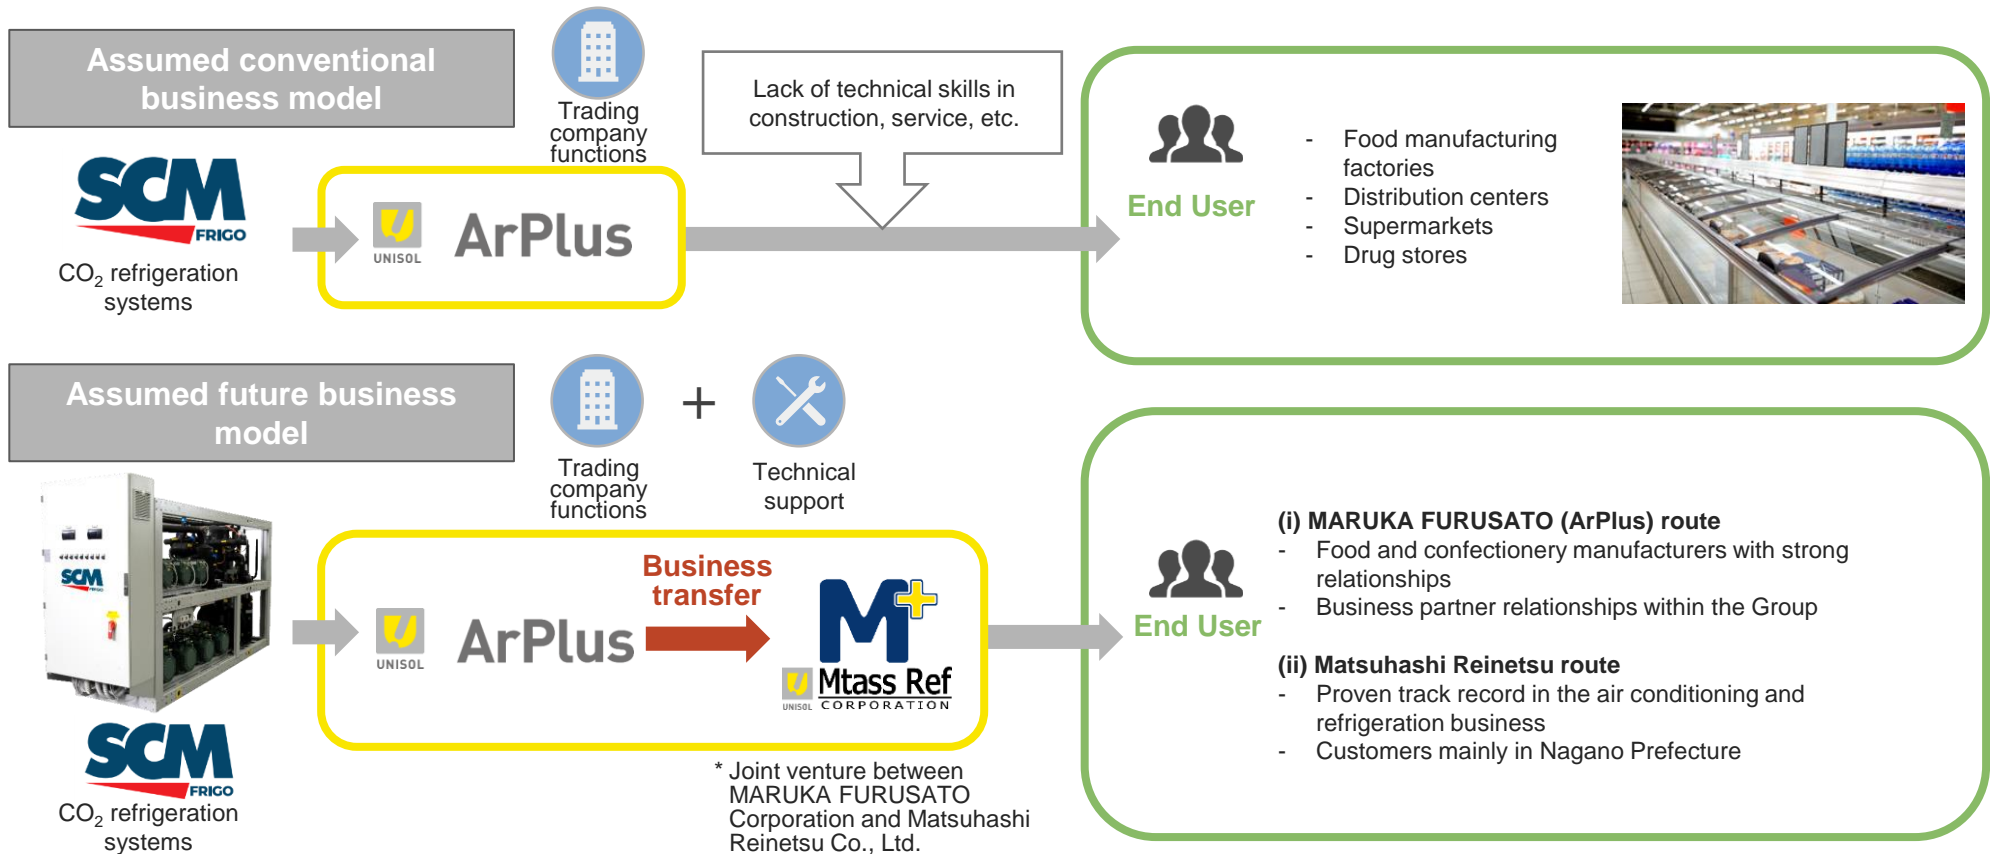 Assumed conventional
business model
Trading
company
functions
Lack of technical skills in
construction, service, etc.
SCM
FRIGO
CO₂ refrigeration
systems
UNISOL
ArPlus
End User
- Food manufacturing
factories
- Distribution centers
- Supermarkets
- Drug stores
Assumed future business
model
Trading
company
functions
+
Technical
support
SCM
FRIGO
SCM
FRIGO
CO₂ refrigeration
systems
UNISOL
ArPlus
Business
transfer
M+
UNISOL
Mtass Ref
CORPORATION
* Joint venture between
MARUKA FURUSATO
Corporation and Matsuhashi
Reinetsu Co., Ltd.
End User
(i) MARUKA FURUSATO (ArPlus) route
- Food and confectionery manufacturers with strong
relationships
- Business partner relationships within the Group
(ii) Matsuhashi Reinetsu route
- Proven track record in the air conditioning and
refrigeration business
- Customers mainly in Nagano Prefecture